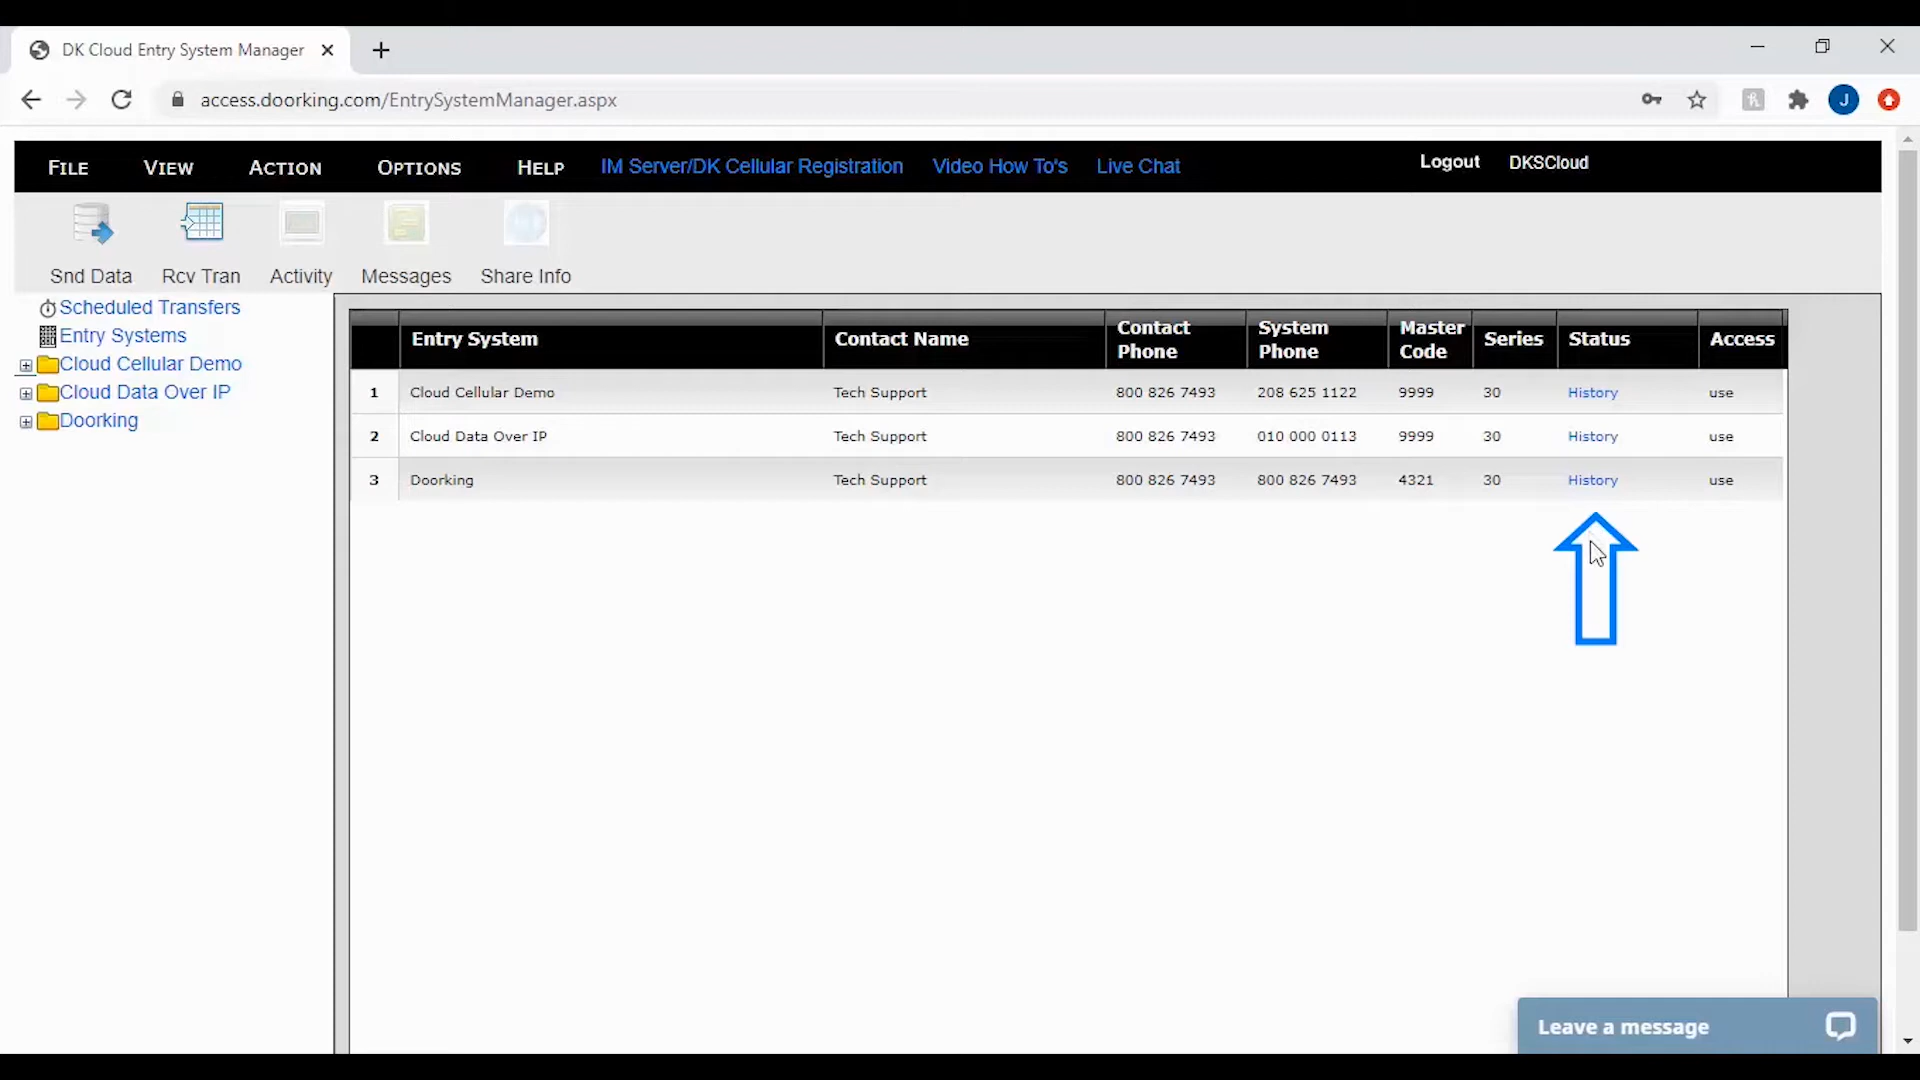 DK Cloud Entry System Manager
access.doorking.com/EntrySystemManager.aspx
J
FILE VIEW ACTION OPTIONS HELP IM Server/DK Cellular Registration Video How To's Live Chat Logout DKSCloud
Snd Data Rcv Tran Activity Messages Share Info
Scheduled Transfers
Entry Systems
Cloud Cellular Demo
Cloud Data Over IP
Doorking
Entry System Contact Name Contact Phone System Phone Master Code Series Status Access
1 Cloud Cellular Demo Tech Support 800 826 7493 208 625 1122 9999 30 History use
2 Cloud Data Over IP Tech Support 800 826 7493 010 000 0113 9999 30 History use
3 Doorking Tech Support 800 826 7493 800 826 7493 4321 30 History use
Leave a message